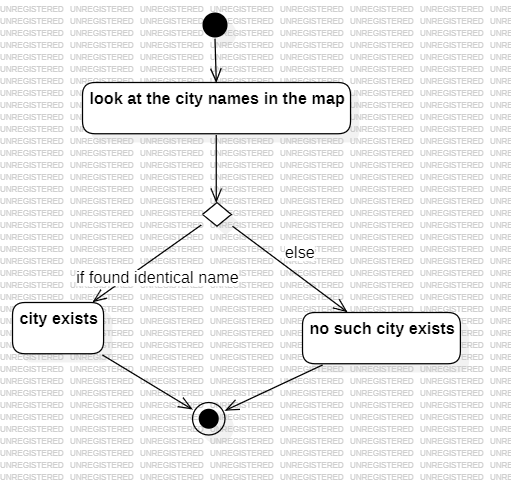 look at the city names in the map
else
if found identical name
city exists
no such city exists
UNREGISTERED